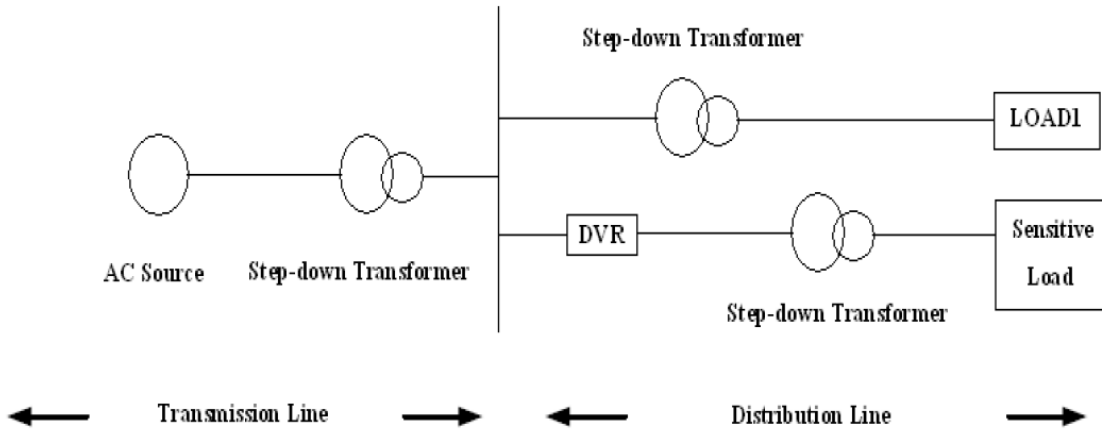 Step-down Transformer
LOAD1
DVR
Sensitive
Load
AC Source
Step-down Transformer
Step-down Transformer
Transmission Line
Distribution Line